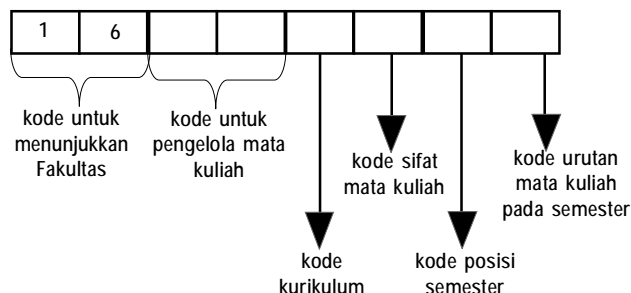 1 6
kode untuk
menunjukkan
Fakultas
kode untuk
pengelola mata
kuliah
kode sifat
mata kuliah
kode urutan
mata kuliah
pada semester
kode
kurikulum
kode posisi
semester